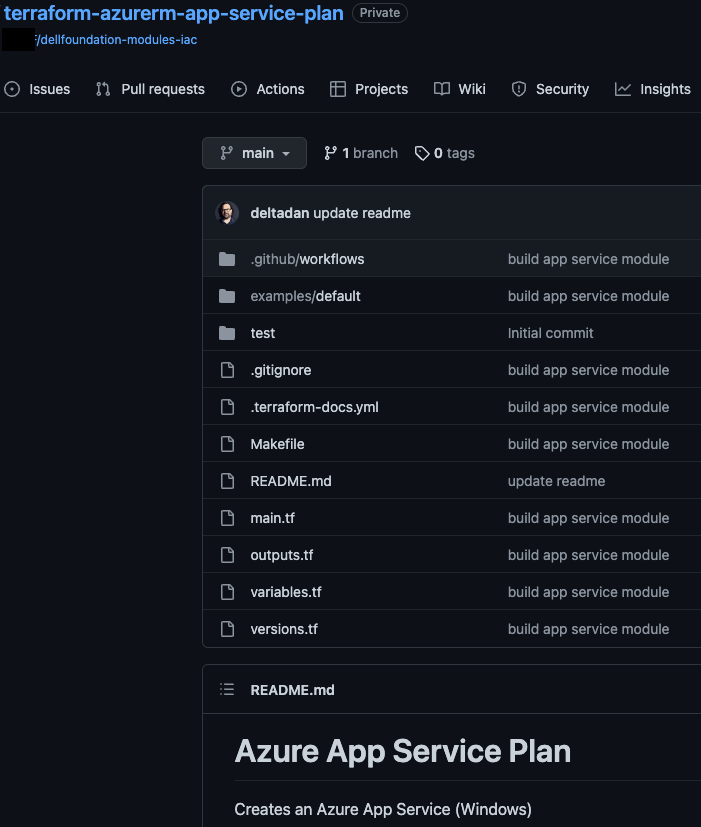 terraform-azurerm-app-service-plan Private
/dellfoundation-modules-iac
Issues Pull requests Actions Projects Wiki Security Insights
main 1 branch 0 tags
deltadan update readme
.github/workflows build app service module
examples/default build app service module
test Initial commit
.gitignore build app service module
.terraform-docs.yml build app service module
Makefile build app service module
README.md update readme
main.tf build app service module
outputs.tf build app service module
variables.tf build app service module
versions.tf build app service module
README.md
Azure App Service Plan
Creates an Azure App Service (Windows)